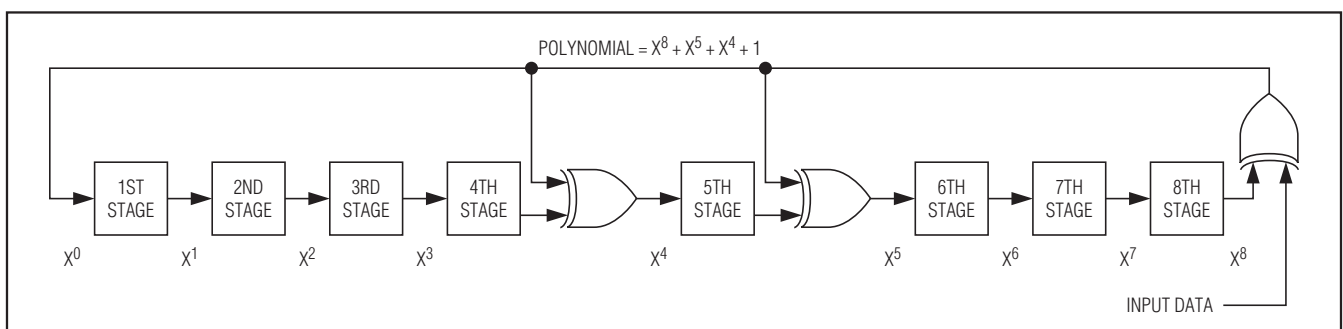 POLYNOMIAL = X⁸ + X⁵ + X⁴ + 1
1ST
STAGE
2ND
STAGE
3RD
STAGE
4TH
STAGE
5TH
STAGE
6TH
STAGE
7TH
STAGE
8TH
STAGE
X⁰
X¹
X²
X³
X⁴
X⁵
X⁶
X⁷
X⁸
INPUT DATA